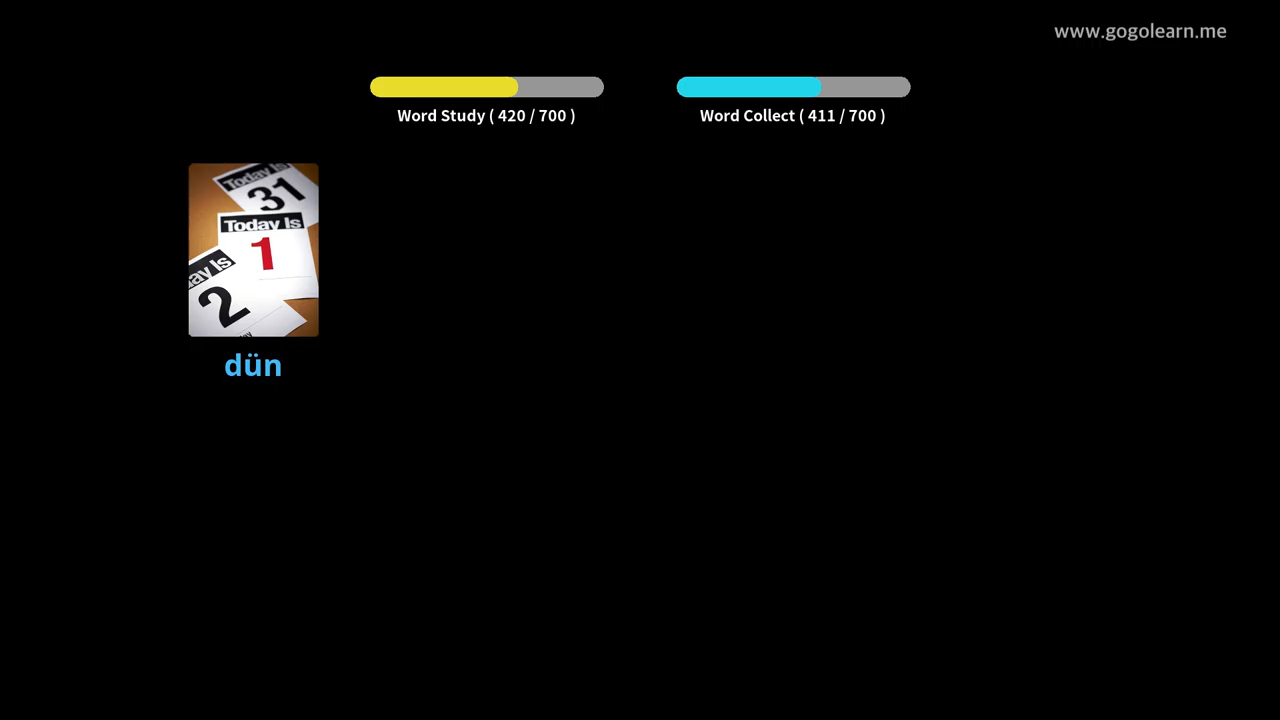 www.gogolearn.me
Word Study ( 420 / 700 )
Word Collect ( 411 / 700 )
Today Is
31
Today Is
1
ay Is
2
dün